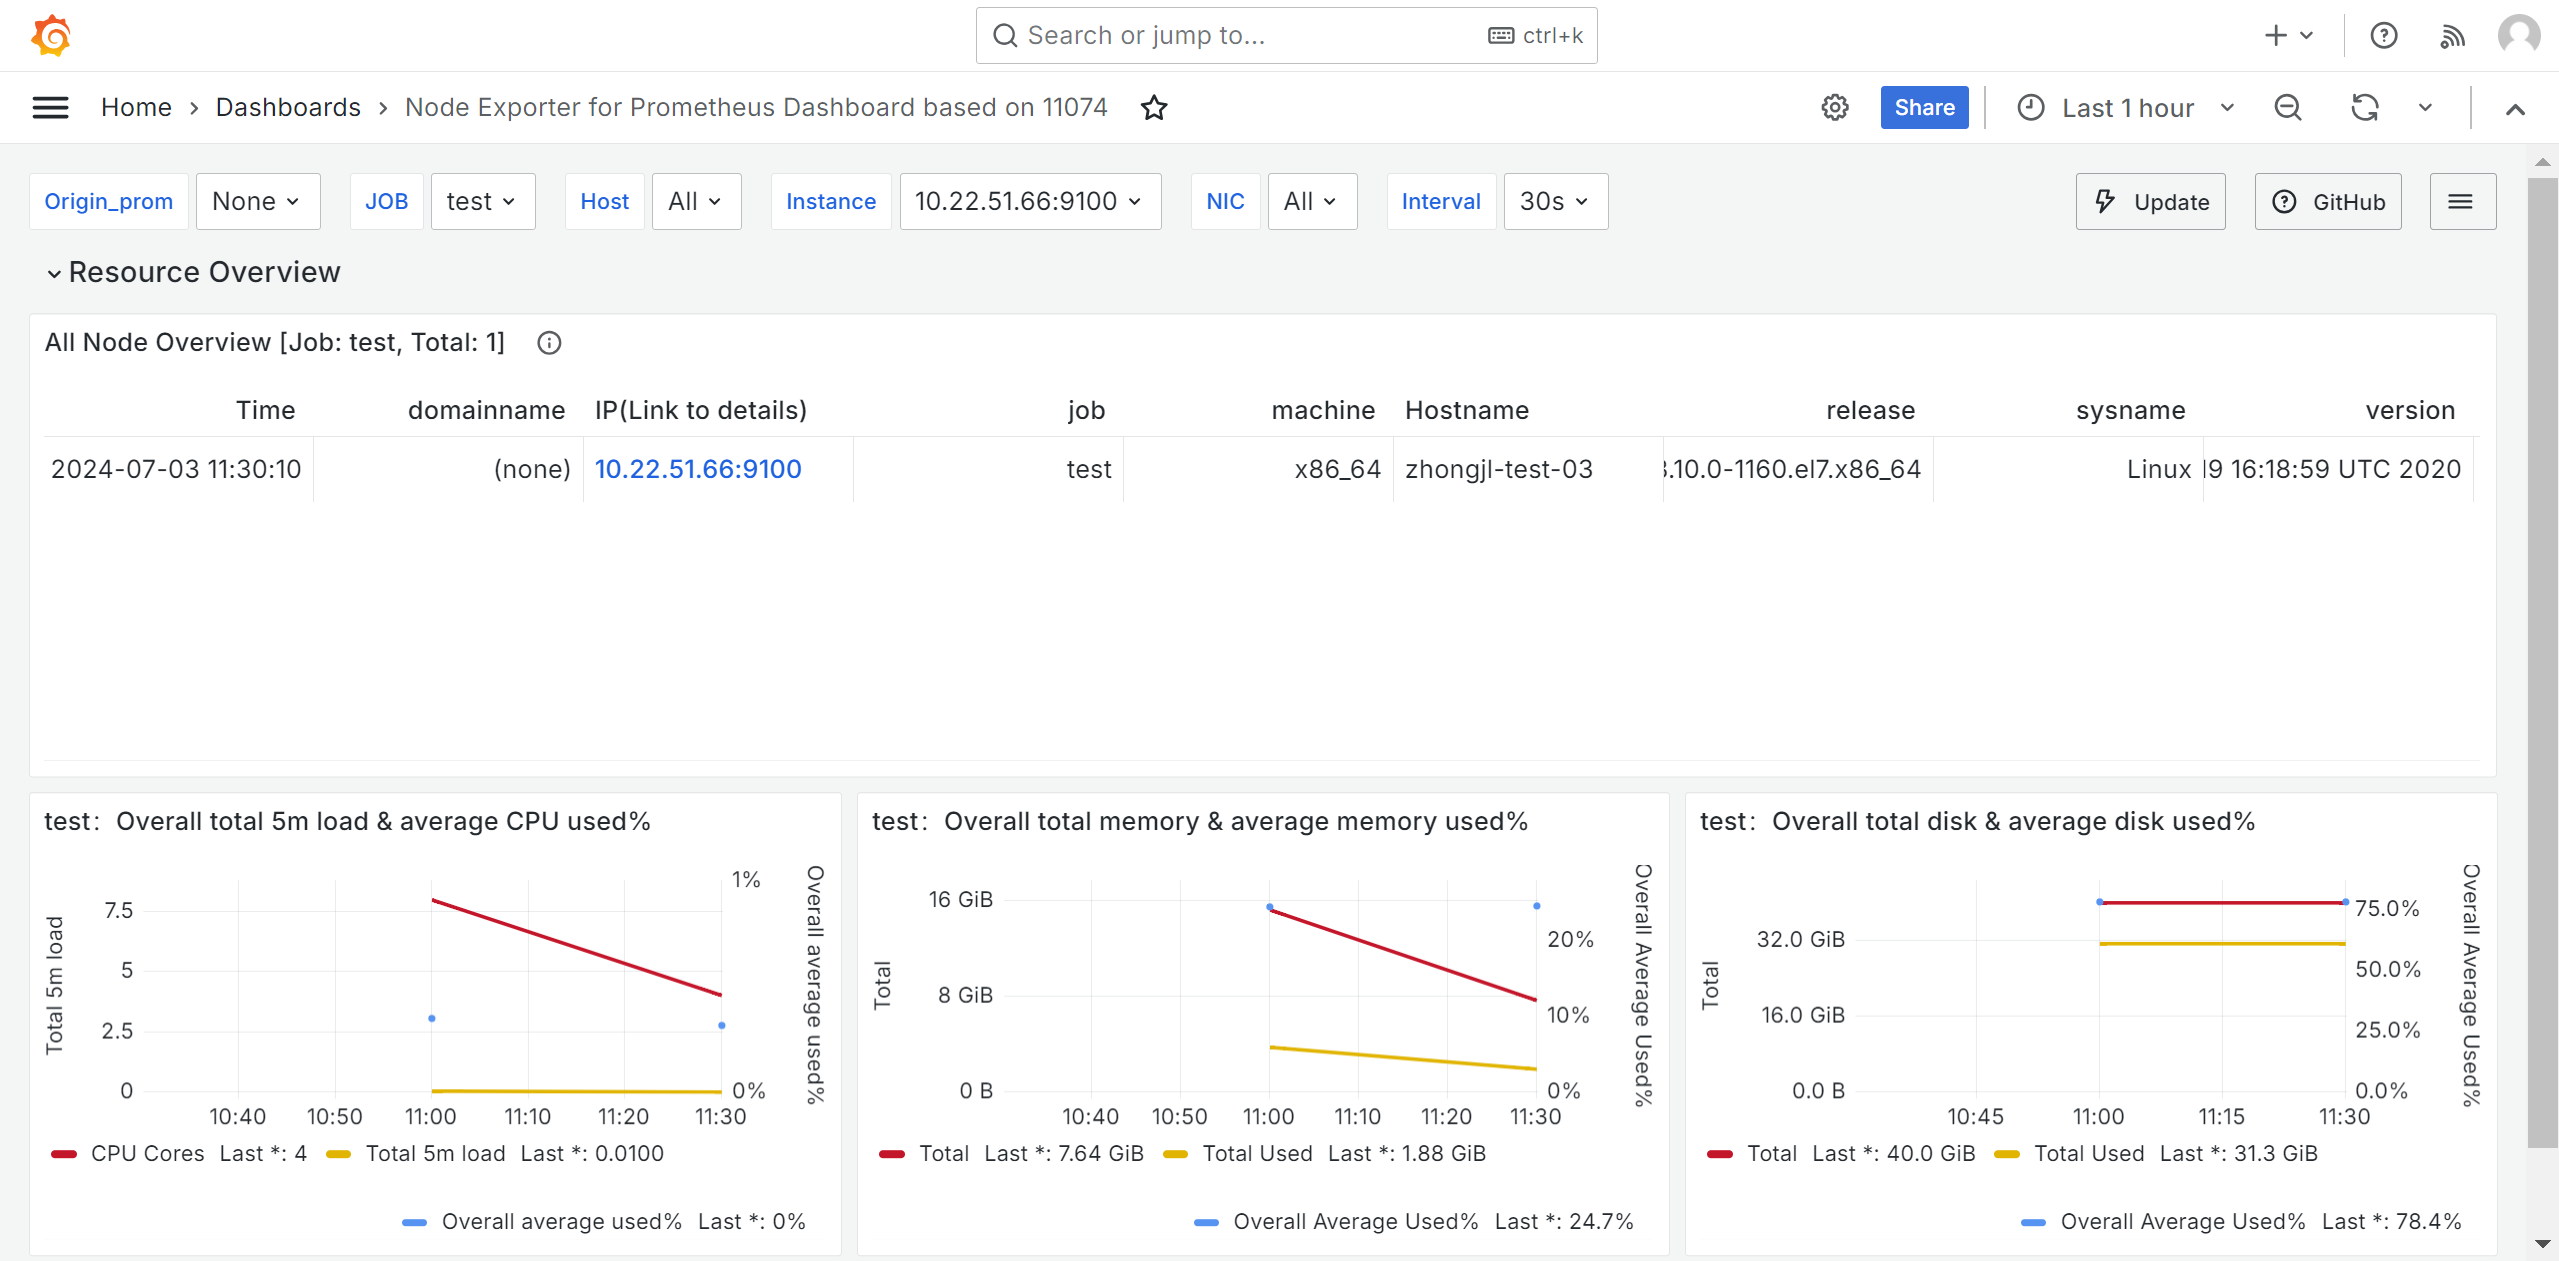 Search or jump to... ctrl+k
Home › Dashboards › Node Exporter for Prometheus Dashboard based on 11074
Share Last 1 hour
Origin_prom None JOB test Host All Instance 10.22.51.66:9100 NIC All Interval 30s Update GitHub
Resource Overview
All Node Overview [Job: test, Total: 1]
Time domainname IP(Link to details) job machine Hostname release sysname version
2024-07-03 11:30:10 (none) 10.22.51.66:9100 test x86_64 zhongjl-test-03 .10.0-1160.el7.x86_64 Linux 9 16:18:59 UTC 2020
test： Overall total 5m load & average CPU used%
Total 5m load
7.5
5
2.5
0
1%
0%
Overall average used%
10:40 10:50 11:00 11:10 11:20 11:30
CPU Cores Last *: 4 Total 5m load Last *: 0.0100
Overall average used% Last *: 0%
test： Overall total memory & average memory used%
Total
16 GiB
8 GiB
0 B
20%
10%
0%
Overall Average Used%
10:40 10:50 11:00 11:10 11:20 11:30
Total Last *: 7.64 GiB Total Used Last *: 1.88 GiB
Overall Average Used% Last *: 24.7%
test： Overall total disk & average disk used%
Total
32.0 GiB
16.0 GiB
0.0 B
75.0%
50.0%
25.0%
0.0%
Overall Average Used%
10:45 11:00 11:15 11:30
Total Last *: 40.0 GiB Total Used Last *: 31.3 GiB
Overall Average Used% Last *: 78.4%